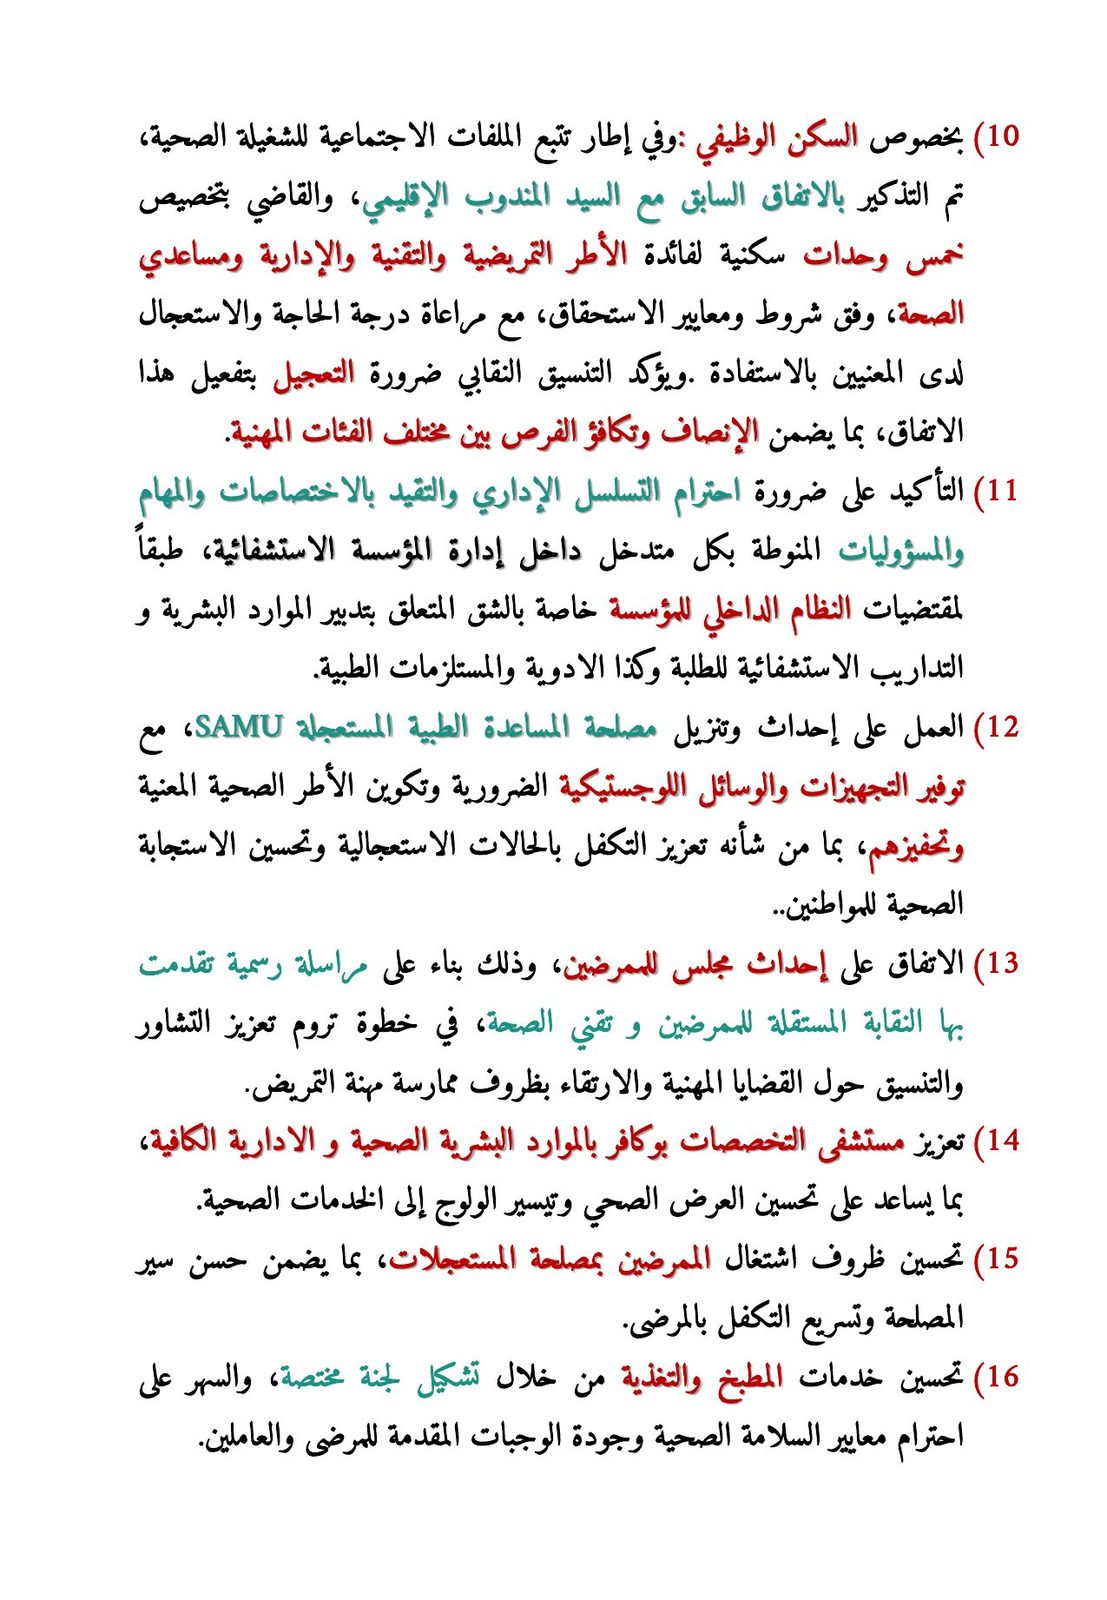 10) بخصوص السكن الوظيفي :وفي إطار تتبع الملفات الاجتماعية للشغيلة الصحية،
تم التذكير بالاتفاق السابق مع السيد المندوب الإقليمي، والقاضي بتخصيص
خمس وحدات سكنية لفائدة الأطر التمريضية والتقنية والإدارية ومساعدي
الصحة، وفق شروط ومعايير الاستحقاق، مع مراعاة درجة الحاجة والاستعجال
لدى المعنيين بالاستفادة .ويؤكد التنسيق النقابي ضرورة التعجيل بتفعيل هذا
الاتفاق، بما يضمن الإنصاف وتكافؤ الفرص بين مختلف الفئات المهنية.
11) التأكيد على ضرورة احترام التسلسل الإداري والتقيد بالاختصاصات والمهام
والمسؤوليات المنوطة بكل متدخل داخل إدارة المؤسسة الاستشفائية، طبقاً
لمقتضيات النظام الداخلي للمؤسسة خاصة بالشق المتعلق بتدبير الموارد البشرية و
التداريب الاستشفائية للطلبة وكذا الادوية والمستلزمات الطبية.
12) العمل على إحداث وتنزيل مصلحة المساعدة الطبية المستعجلة SAMU، مع
توفير التجهيزات والوسائل اللوجستيكية الضرورية وتكوين الأطر الصحية المعنية
وتحفيزهم، بما من شأنه تعزيز التكفل بالحالات الاستعجالية وتحسين الاستجابة
الصحية للمواطنين..
13) الاتفاق على إحداث مجلس للممرضين، وذلك بناء على مراسلة رسمية تقدمت
بها النقابة المستقلة للممرضين و تقني الصحة، في خطوة تروم تعزيز التشاور
والتنسيق حول القضايا المهنية والارتقاء بظروف ممارسة مهنة التمريض.
14) تعزيز مستشفى التخصصات بوكافر بالموارد البشرية الصحية و الادارية الكافية،
بما يساعد على تحسين العرض الصحي وتيسير الولوج إلى الخدمات الصحية.
15) تحسين ظروف اشتغال الممرضين بمصلحة المستعجلات، بما يضمن حسن سير
المصلحة وتسريع التكفل بالمرضى.
16) تحسين خدمات المطبخ والتغذية من خلال تشكيل لجنة مختصة، والسهر على
احترام معايير السلامة الصحية وجودة الوجبات المقدمة للمرضى والعاملين.